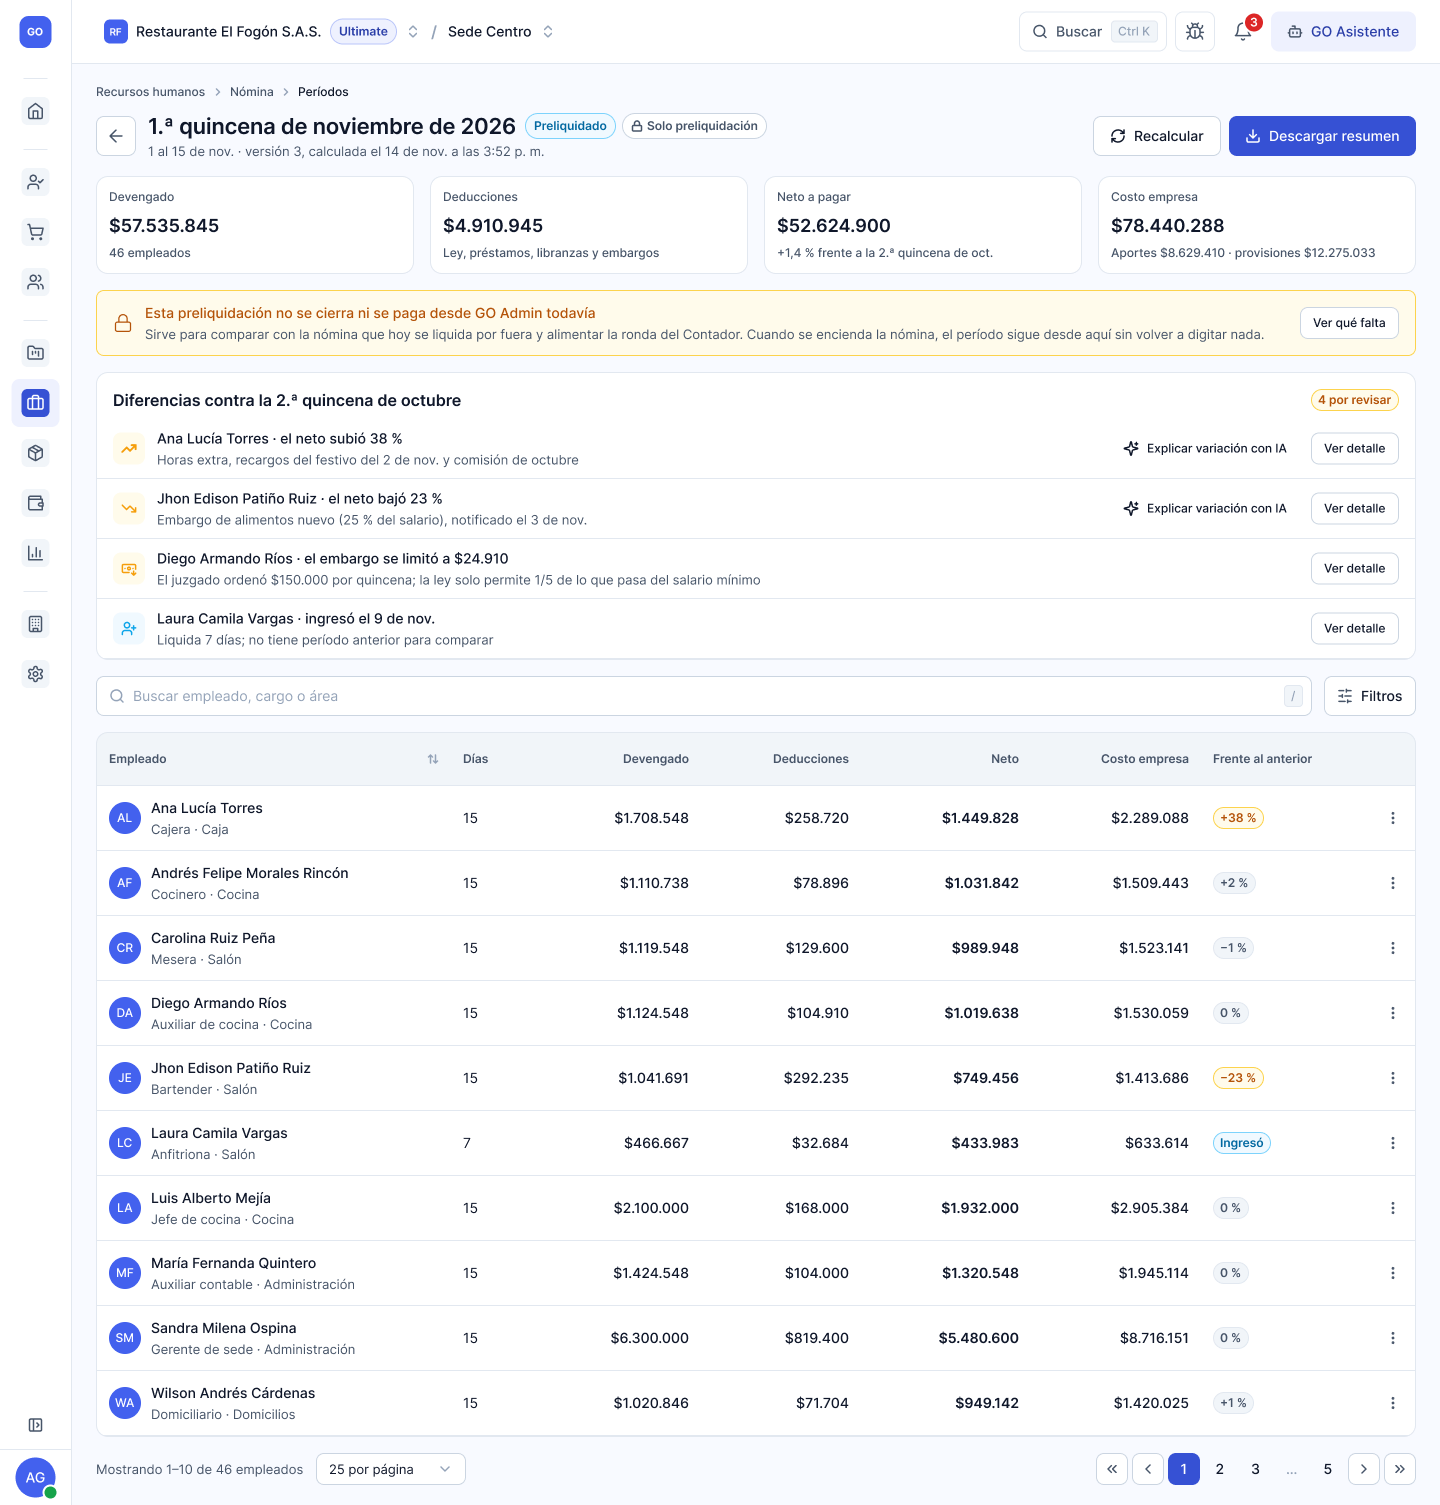 GO
RF Restaurante El Fogón S.A.S. Ultimate / Sede Centro
Buscar Ctrl K
3
GO Asistente
Recursos humanos > Nómina > Períodos
1.ª quincena de noviembre de 2026 Preliquidado Solo preliquidación
1 al 15 de nov. · versión 3, calculada el 14 de nov. a las 3:52 p. m.
Recalcular
Descargar resumen
Devengado
$57.535.845
46 empleados
Deducciones
$4.910.945
Ley, préstamos, libranzas y embargos
Neto a pagar
$52.624.900
+1,4 % frente a la 2.ª quincena de oct.
Costo empresa
$78.440.288
Aportes $8.629.410 · provisiones $12.275.033
Esta preliquidación no se cierra ni se paga desde GO Admin todavía
Sirve para comparar con la nómina que hoy se liquida por fuera y alimentar la ronda del Contador. Cuando se encienda la nómina, el período sigue desde aquí sin volver a digitar nada.
Ver qué falta
Diferencias contra la 2.ª quincena de octubre
4 por revisar
Ana Lucía Torres · el neto subió 38 %
Horas extra, recargos del festivo del 2 de nov. y comisión de octubre
Explicar variación con IA
Ver detalle
Jhon Edison Patiño Ruiz · el neto bajó 23 %
Embargo de alimentos nuevo (25 % del salario), notificado el 3 de nov.
Explicar variación con IA
Ver detalle
Diego Armando Ríos · el embargo se limitó a $24.910
El juzgado ordenó $150.000 por quincena; la ley solo permite 1/5 de lo que pasa del salario mínimo
Ver detalle
Laura Camila Vargas · ingresó el 9 de nov.
Liquida 7 días; no tiene período anterior para comparar
Ver detalle
Buscar empleado, cargo o área /
Filtros
Empleado Días Devengado Deducciones Neto Costo empresa Frente al anterior
AL Ana Lucía Torres 15 $1.708.548 $258.720 $1.449.828 $2.289.088 +38 %
Cajera · Caja
AF Andrés Felipe Morales Rincón 15 $1.110.738 $78.896 $1.031.842 $1.509.443 +2 %
Cocinero · Cocina
CR Carolina Ruiz Peña 15 $1.119.548 $129.600 $989.948 $1.523.141 −1 %
Mesera · Salón
DA Diego Armando Ríos 15 $1.124.548 $104.910 $1.019.638 $1.530.059 0 %
Auxiliar de cocina · Cocina
JE Jhon Edison Patiño Ruiz 15 $1.041.691 $292.235 $749.456 $1.413.686 −23 %
Bartender · Salón
LC Laura Camila Vargas 7 $466.667 $32.684 $433.983 $633.614 Ingresó
Anfitriona · Salón
LA Luis Alberto Mejía 15 $2.100.000 $168.000 $1.932.000 $2.905.384 0 %
Jefe de cocina · Cocina
MF María Fernanda Quintero 15 $1.424.548 $104.000 $1.320.548 $1.945.114 0 %
Auxiliar contable · Administración
SM Sandra Milena Ospina 15 $6.300.000 $819.400 $5.480.600 $8.716.151 0 %
Gerente de sede · Administración
WA Wilson Andrés Cárdenas 15 $1.020.846 $71.704 $949.142 $1.420.025 +1 %
Domiciliario · Domicilios
AG
Mostrando 1–10 de 46 empleados
25 por página
« ‹ 1 2 3 ... 5 › »